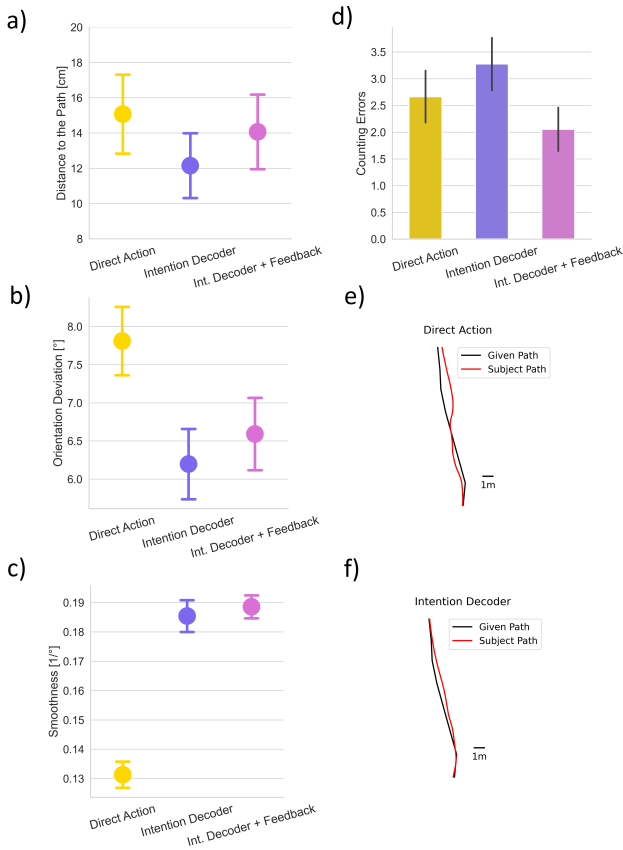 a)
20
18
16
14
12
10
8
Distance to the Path [cm]
Direct Action
Intention Decoder
Int. Decoder + Feedback
b)
8.0
7.5
7.0
6.5
6.0
Orientation Deviation [°]
Direct Action
Intention Decoder
Int. Decoder + Feedback
c)
0.19
0.18
0.17
0.16
0.15
0.14
0.13
Smoothness [1/°]
Direct Action
Intention Decoder
Int. Decoder + Feedback
d)
3.5
3.0
2.5
2.0
1.5
1.0
0.5
0.0
Counting Errors
Direct Action
Intention Decoder
Int. Decoder + Feedback
e)
Direct Action
Given Path
Subject Path
1m
f)
Intention Decoder
Given Path
Subject Path
1m